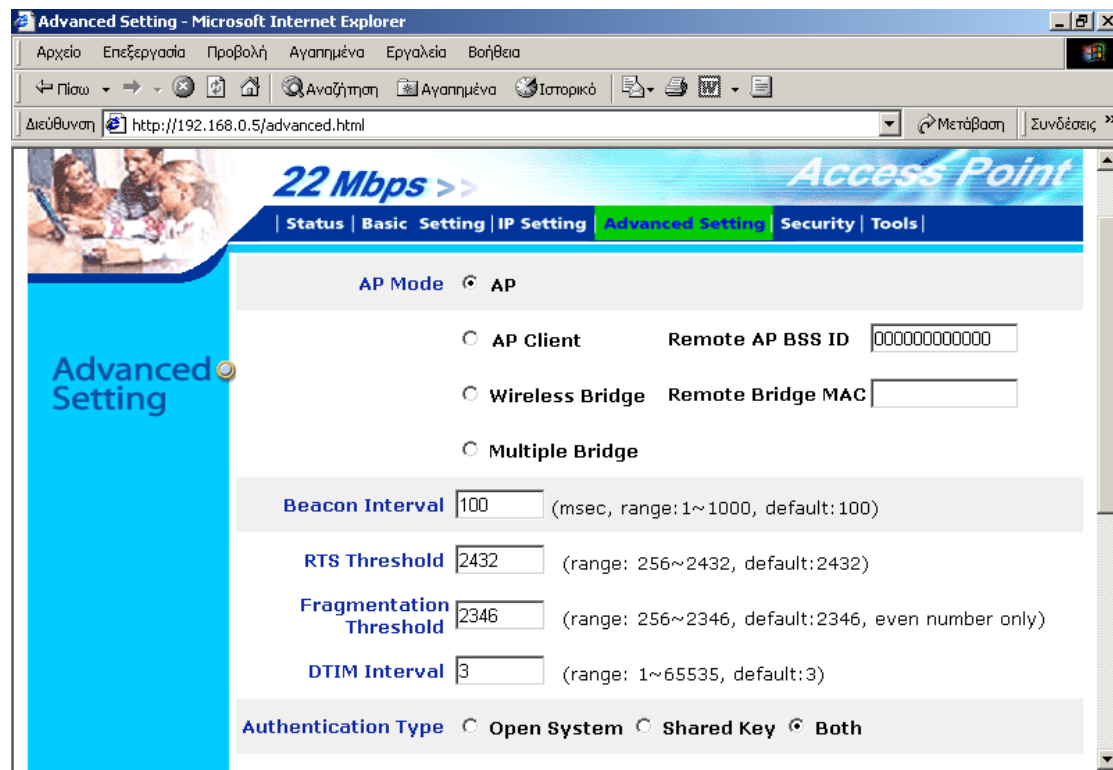 Advanced Setting - Microsoft Internet Explorer
Αρχείο Επεξεργασία Προβολή Αγαπημένα Εργαλεία Βοήθεια
Πίσω Αναζήτηση Αγαπημένα Ιστορικό
Διεύθυνση http://192.168.0.5/advanced.html Μετάβαση Συνδέσεις »
22 Mbps >> Access Point
| Status | Basic Setting | IP Setting | Advanced Setting | Security | Tools |
Advanced Setting
AP Mode AP
AP Client Remote AP BSS ID 000000000000
Wireless Bridge Remote Bridge MAC
Multiple Bridge
Beacon Interval 100 (msec, range:1~1000, default:100)
RTS Threshold 2432 (range: 256~2432, default:2432)
Fragmentation Threshold 2346 (range: 256~2346, default:2346, even number only)
DTIM Interval 3 (range: 1~65535, default:3)
Authentication Type Open System Shared Key Both